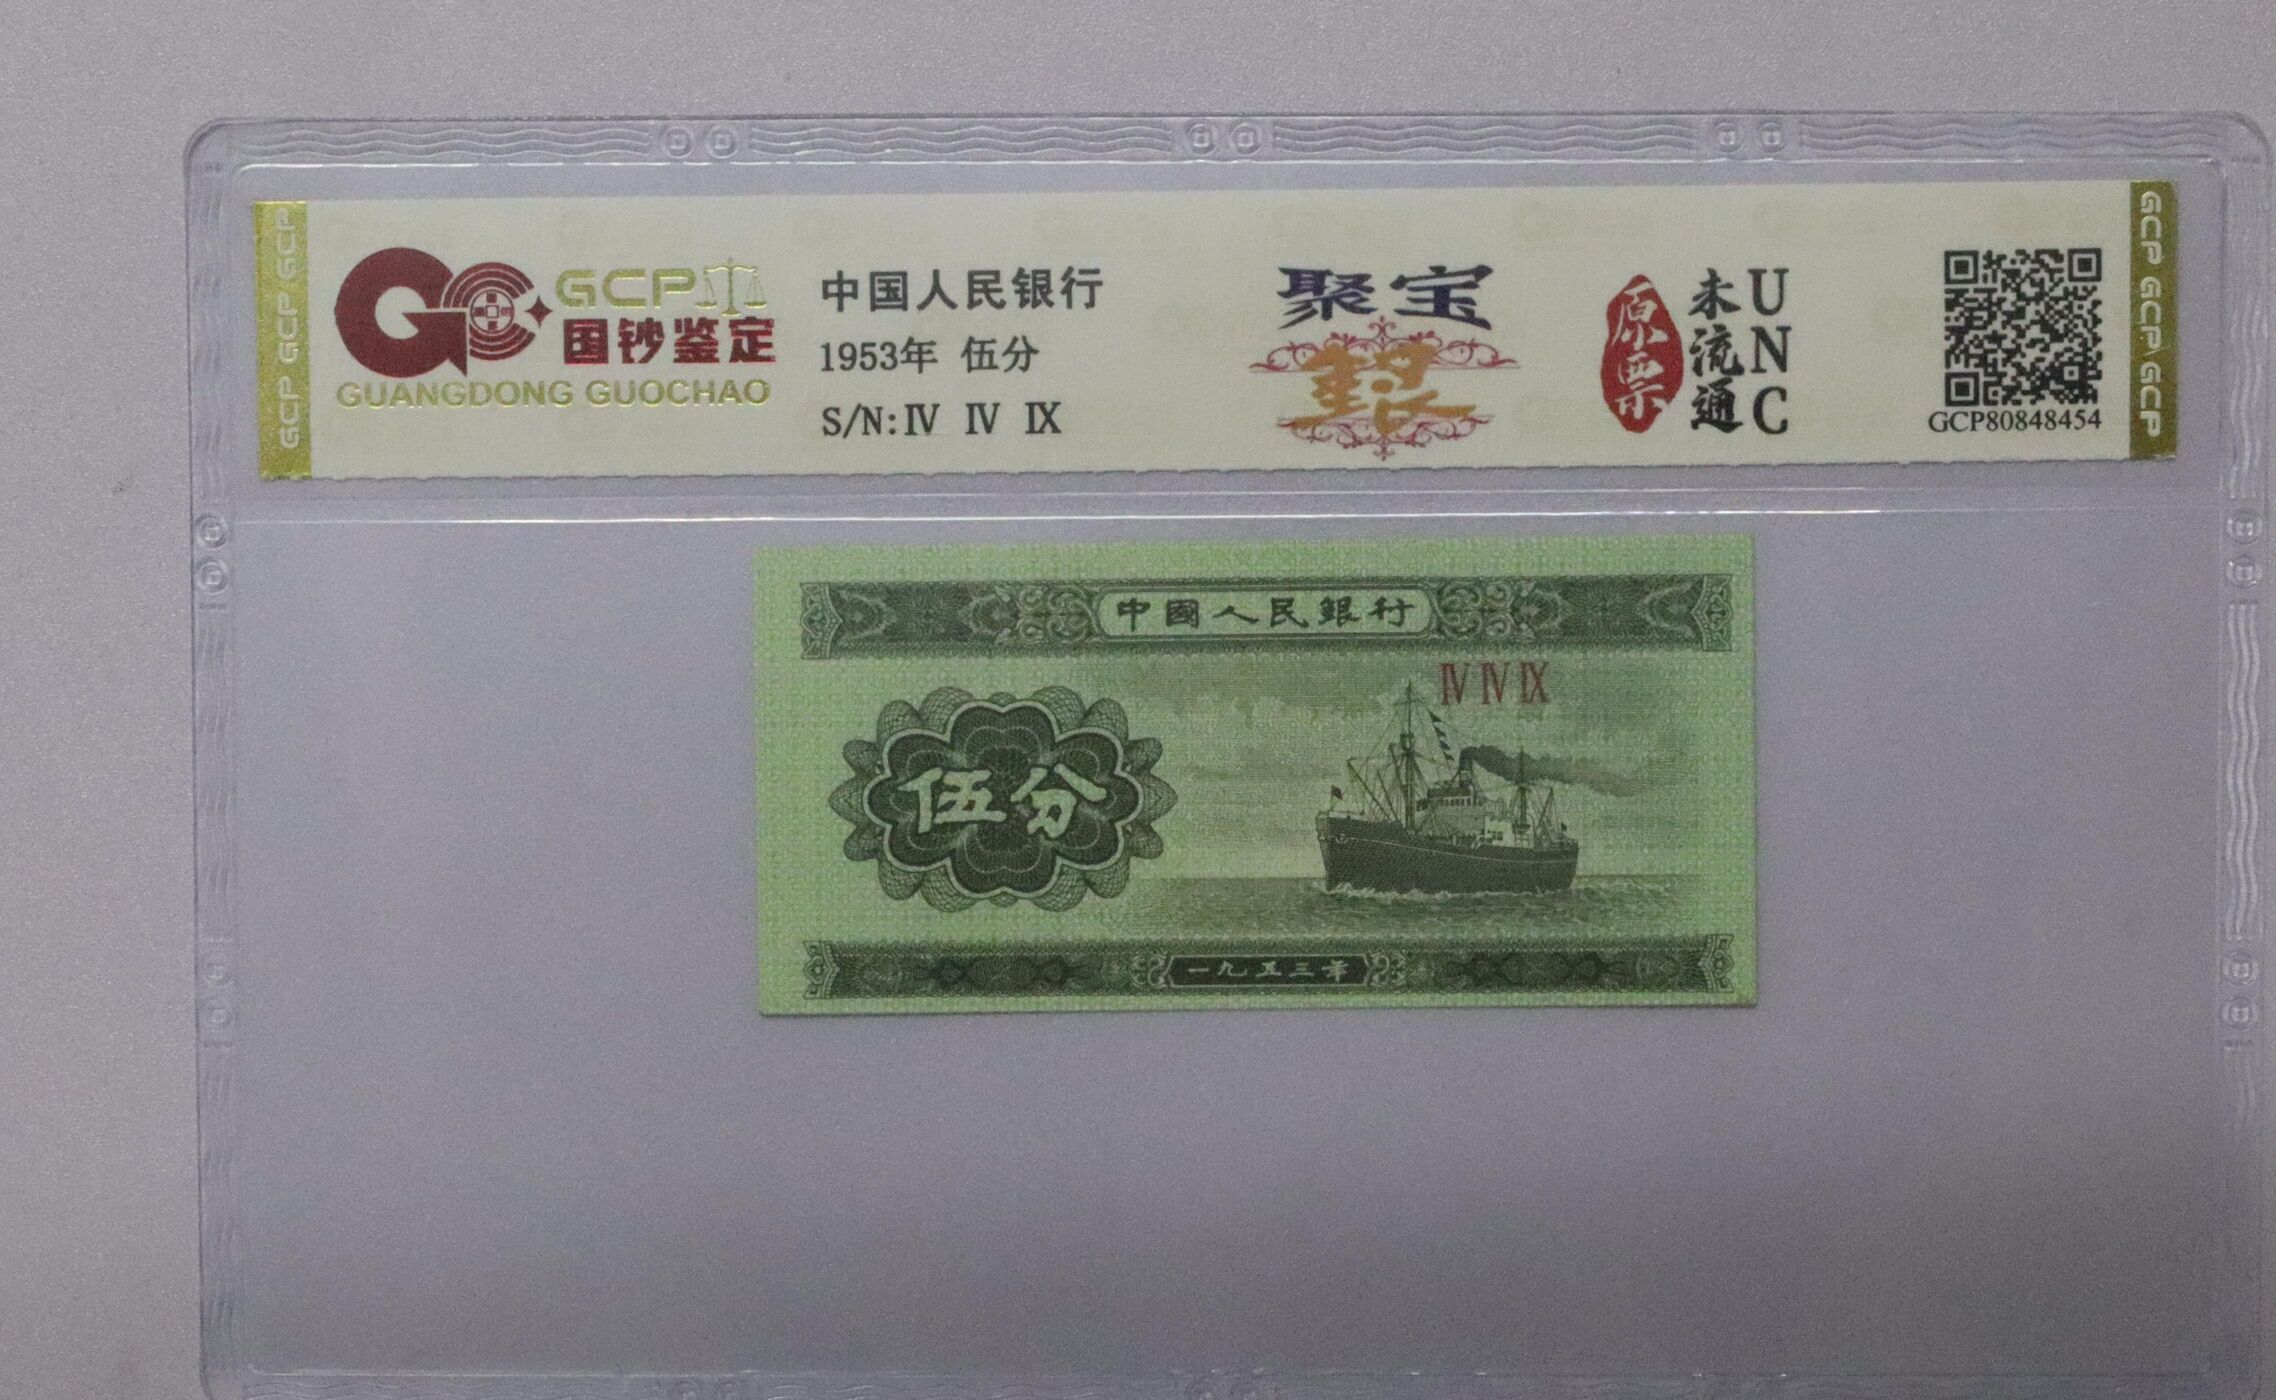 GCP GCP GCP
GCP
国钞鉴定
GUANGDONG GUOCHAO
中国人民银行
1953年 伍分
S/N:Ⅳ Ⅳ Ⅸ
聚宝
原票
未流通
UNC
GCP80848454
GCP GCP GCP
中國人民銀行
Ⅳ Ⅳ Ⅸ
伍分
一九五三年